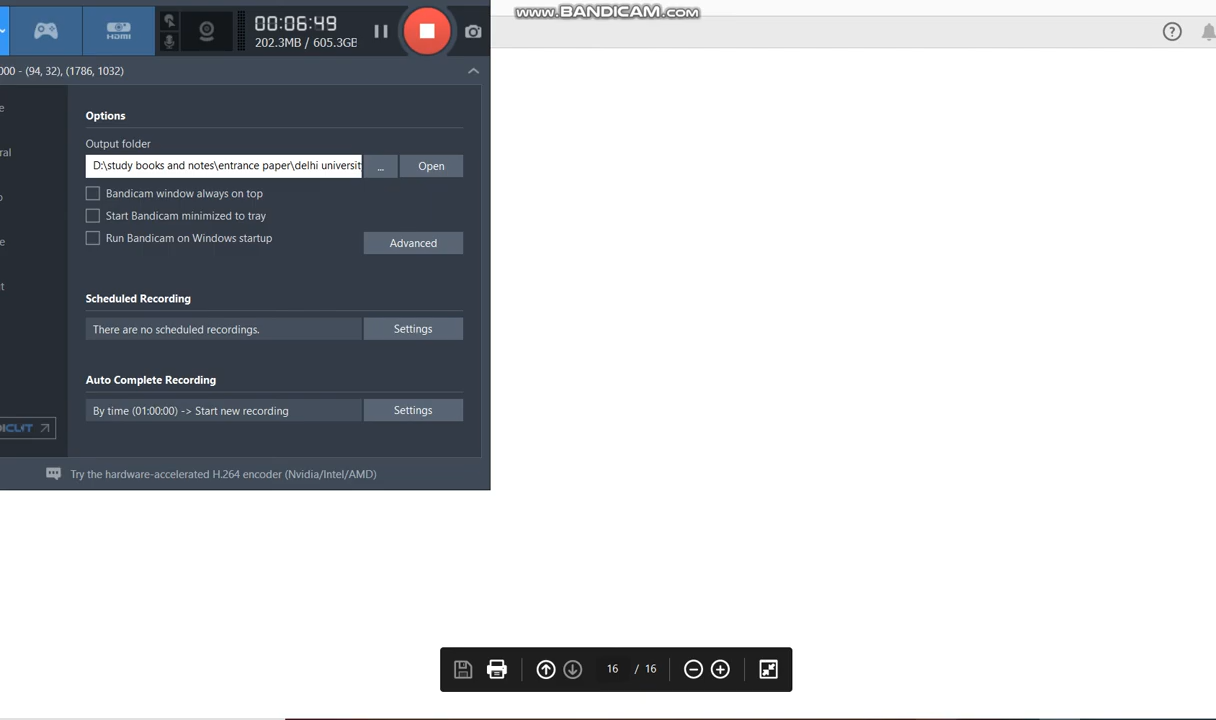 www.BANDICAM.com
HDMI
00:06:49
202.3MB / 605.3GB
000 - (94, 32), (1786, 1032)
Options
Output folder
D:\study books and notes\entrance paper\delhi universit
...
Open
Bandicam window always on top
Start Bandicam minimized to tray
Run Bandicam on Windows startup
Advanced
Scheduled Recording
There are no scheduled recordings.
Settings
Auto Complete Recording
By time (01:00:00) -> Start new recording
Settings
Try the hardware-accelerated H.264 encoder (Nvidia/Intel/AMD)
16 / 16